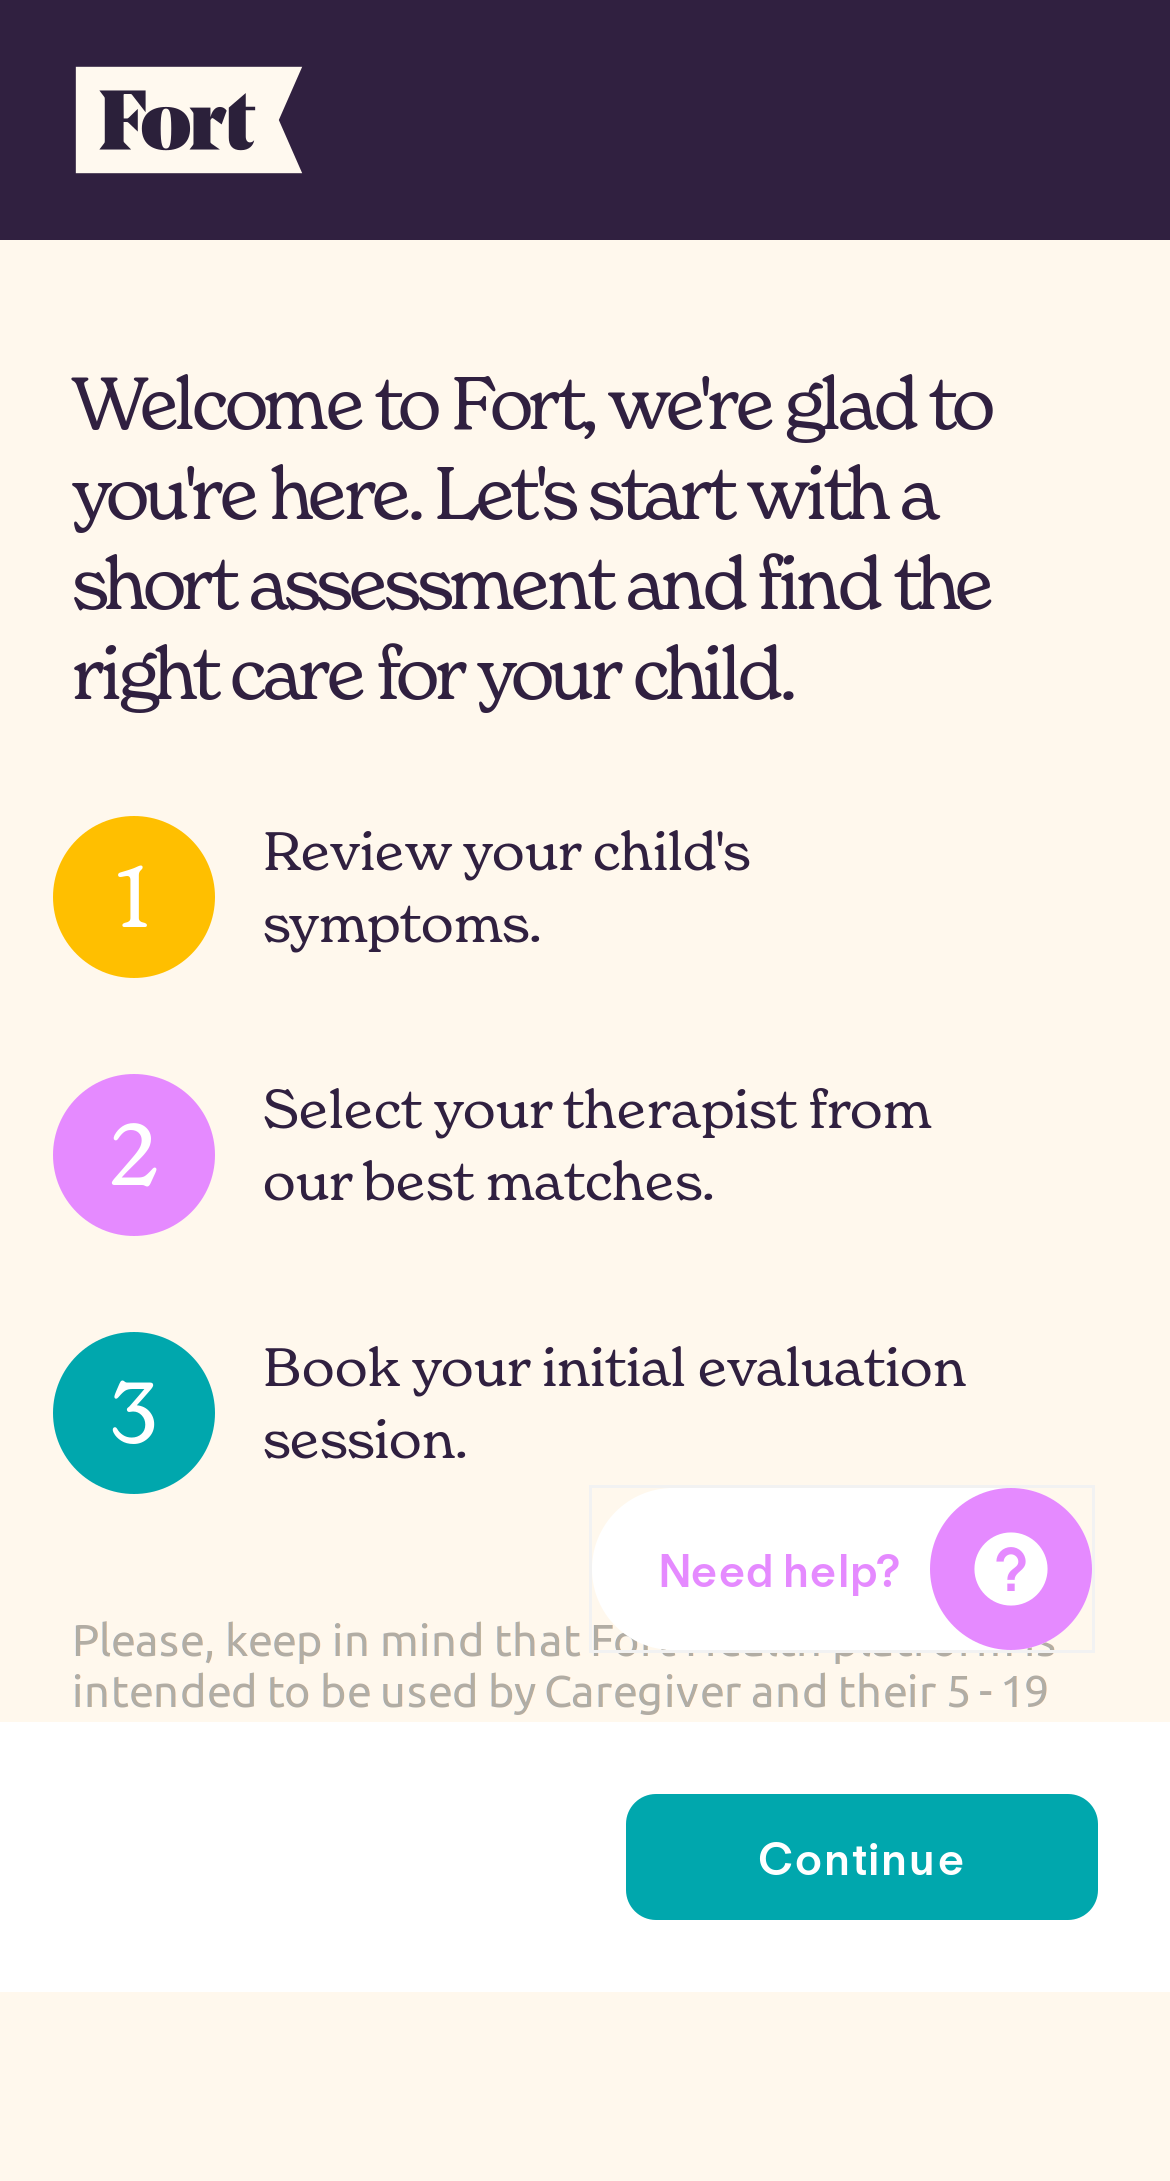 Fort
Welcome to Fort, we're glad to
you're here. Let's start with a
short assessment and find the
right care for your child.
1
Review your child's
symptoms.
2
Select your therapist from
our best matches.
3
Book your initial evaluation
session.
Need help?
?
Please, keep in mind that Fort Health platform is
intended to be used by Caregiver and their 5 - 19
Continue